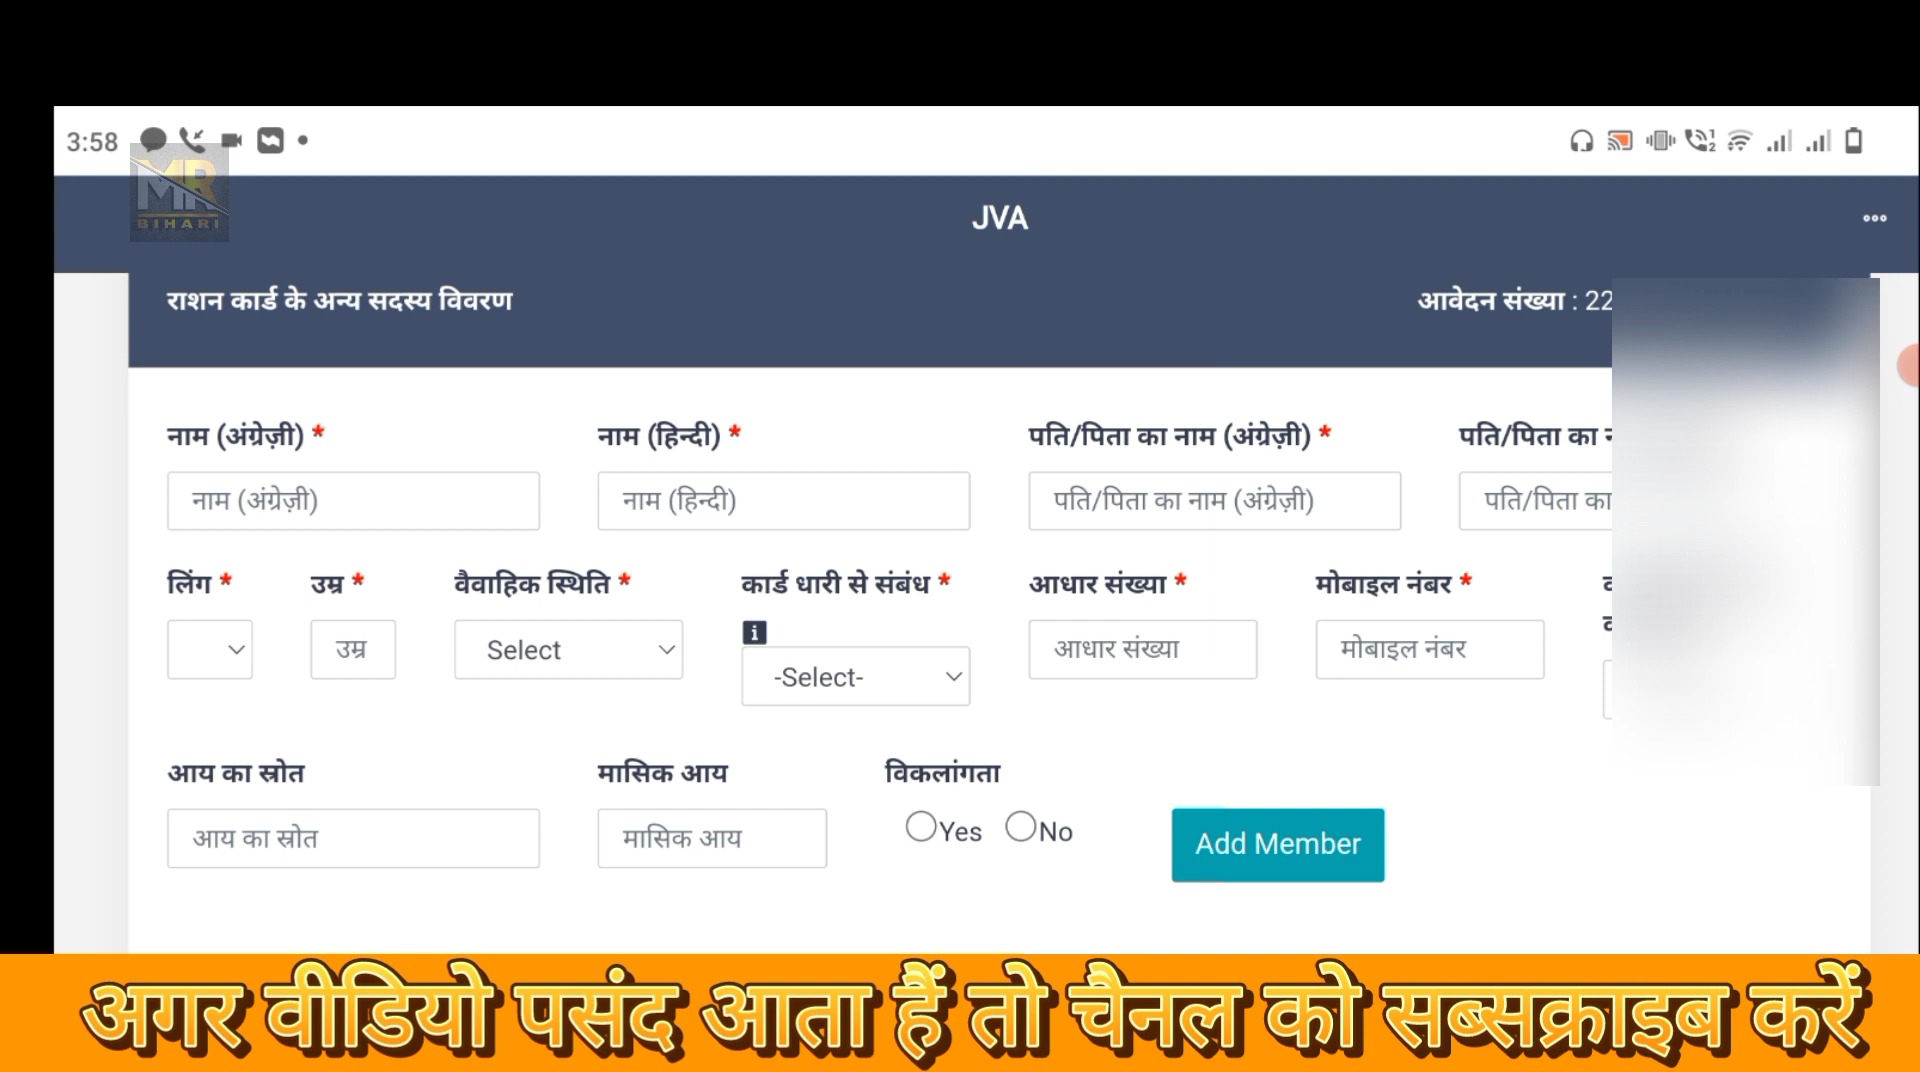 3:58
MR
BIHARI
JVA
राशन कार्ड के अन्य सदस्य विवरण
आवेदन संख्या : 22
नाम (अंग्रेज़ी) *
नाम (हिन्दी) *
पति/पिता का नाम (अंग्रेज़ी) *
पति/पिता का
नाम (अंग्रेज़ी)
नाम (हिन्दी)
पति/पिता का नाम (अंग्रेज़ी)
पति/पिता का
लिंग *
उम्र *
वैवाहिक स्थिति *
कार्ड धारी से संबंध *
आधार संख्या *
मोबाइल नंबर *
उम्र
Select
-Select-
आधार संख्या
मोबाइल नंबर
आय का स्रोत
मासिक आय
विकलांगता
आय का स्रोत
मासिक आय
Yes
No
Add Member
अगर वीडियो पसंद आता हैं तो चैनल को सब्सक्राइब करें